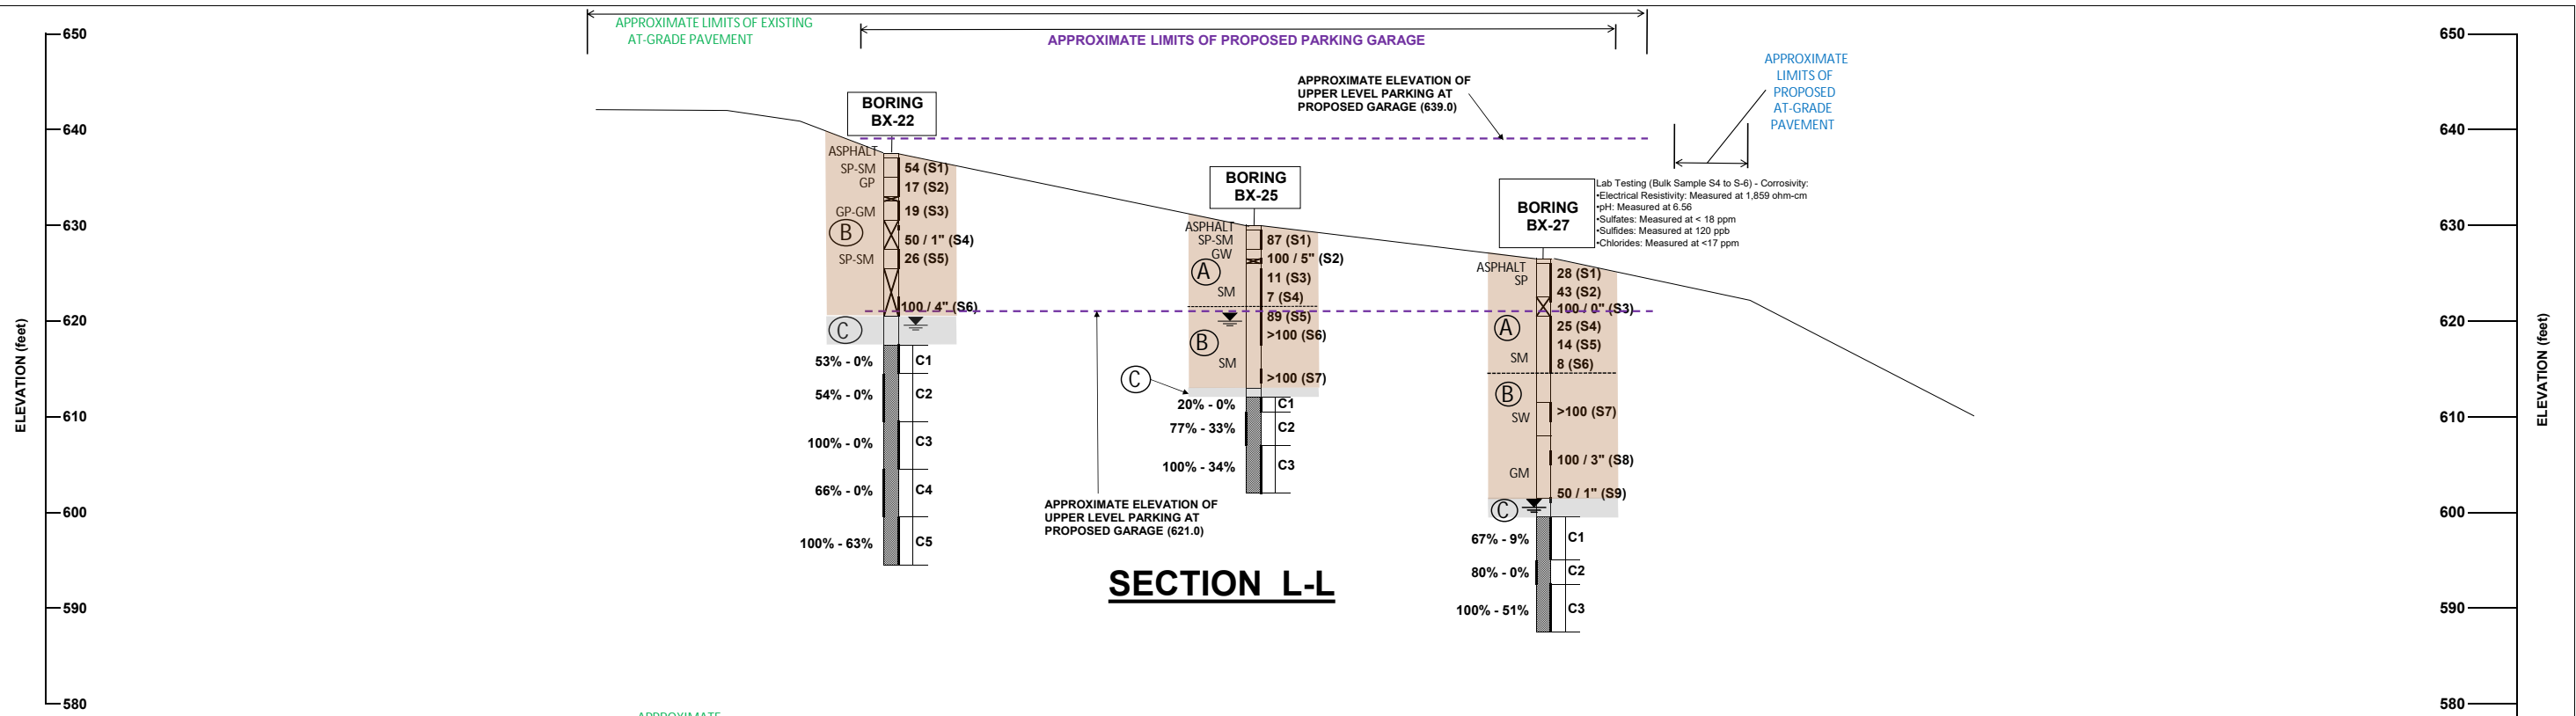 APPROXIMATE LIMITS OF EXISTING
AT-GRADE PAVEMENT
APPROXIMATE LIMITS OF PROPOSED PARKING GARAGE
650
640
630
620
610
600
590
580
ELEVATION (feet)
APPROXIMATE ELEVATION OF
UPPER LEVEL PARKING AT
PROPOSED GARAGE (639.0)
APPROXIMATE
LIMITS OF
PROPOSED
AT-GRADE
PAVEMENT
BORING
BX-22
ASPHALT
SP-SM
GP
GP-GM
B
SP-SM
C
54 (S1)
17 (S2)
19 (S3)
50 / 1" (S4)
26 (S5)
100 / 4" (S6)
53% - 0% C1
54% - 0% C2
100% - 0% C3
66% - 0% C4
100% - 63% C5
BORING
BX-25
ASPHALT
SP-SM
GW
A
SM
B
SM
C
87 (S1)
100 / 5" (S2)
11 (S3)
7 (S4)
89 (S5)
>100 (S6)
>100 (S7)
20% - 0% C1
77% - 33% C2
100% - 34% C3
APPROXIMATE ELEVATION OF
UPPER LEVEL PARKING AT
PROPOSED GARAGE (621.0)
BORING
BX-27
Lab Testing (Bulk Sample S4 to S-6) - Corrosivity:
•Electrical Resistivity: Measured at 1,859 ohm-cm
•pH: Measured at 6.56
•Sulfates: Measured at < 18 ppm
•Sulfides: Measured at 120 ppb
•Chlorides: Measured at <17 ppm
ASPHALT
SP
A
SM
B
SW
GM
C
28 (S1)
43 (S2)
100 / 0" (S3)
25 (S4)
14 (S5)
8 (S6)
>100 (S7)
100 / 3" (S8)
50 / 1" (S9)
67% - 9% C1
80% - 0% C2
100% - 51% C3
SECTION L-L
650
640
630
620
610
600
590
580
ELEVATION (feet)
APPROXIMATE